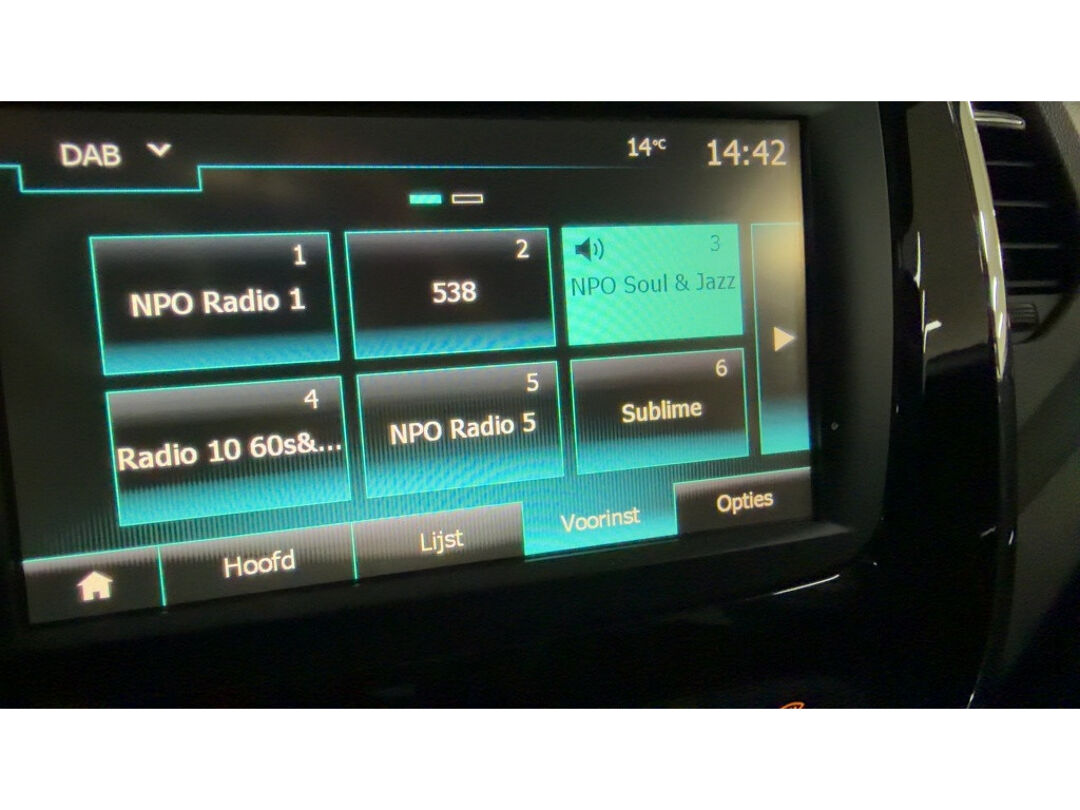 DAB
14°C
14:42
1
NPO Radio 1
2
538
3
NPO Soul & Jazz
4
Radio 10 60s&...
5
NPO Radio 5
6
Sublime
Hoofd
Lijst
Voorinst
Opties